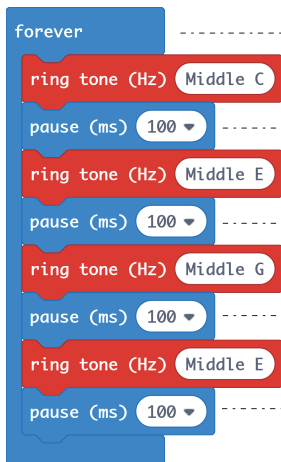 forever
ring tone (Hz) Middle C
pause (ms) 100
ring tone (Hz) Middle E
pause (ms) 100
ring tone (Hz) Middle G
pause (ms) 100
ring tone (Hz) Middle E
pause (ms) 100